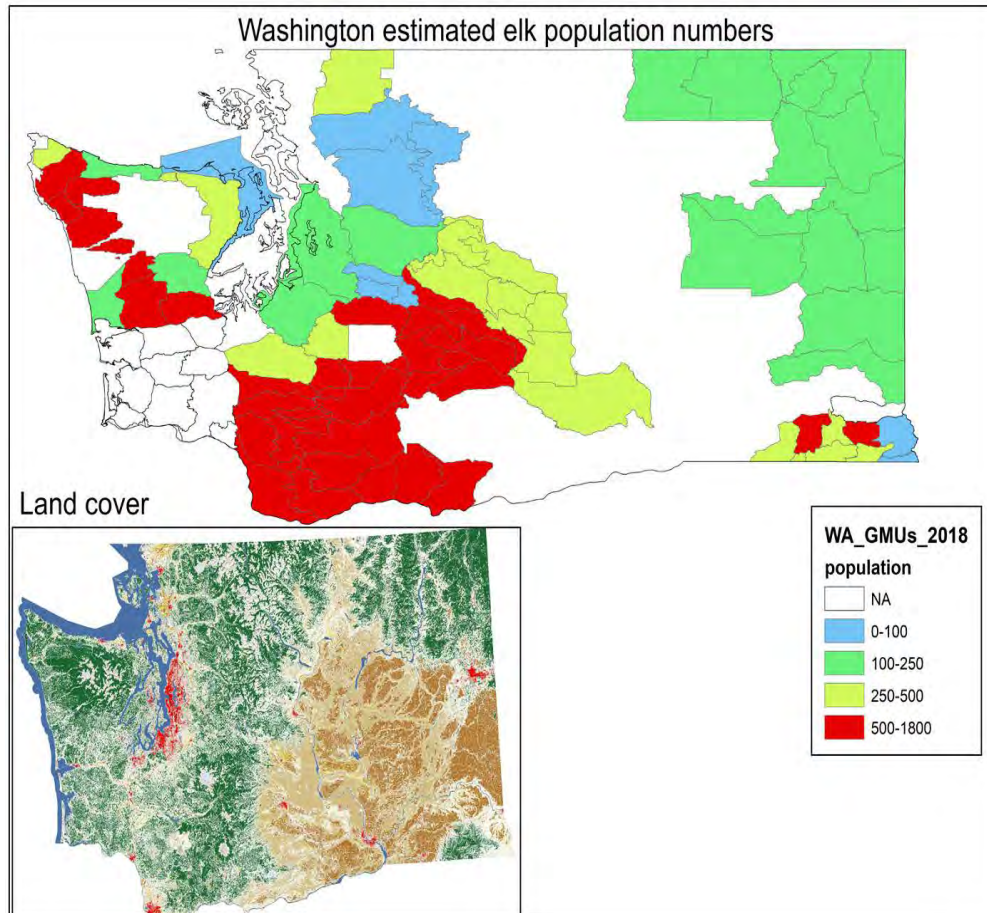 Washington estimated elk population numbers
Land cover
WA_GMUs_2018
population
NA
0-100
100-250
250-500
500-1800